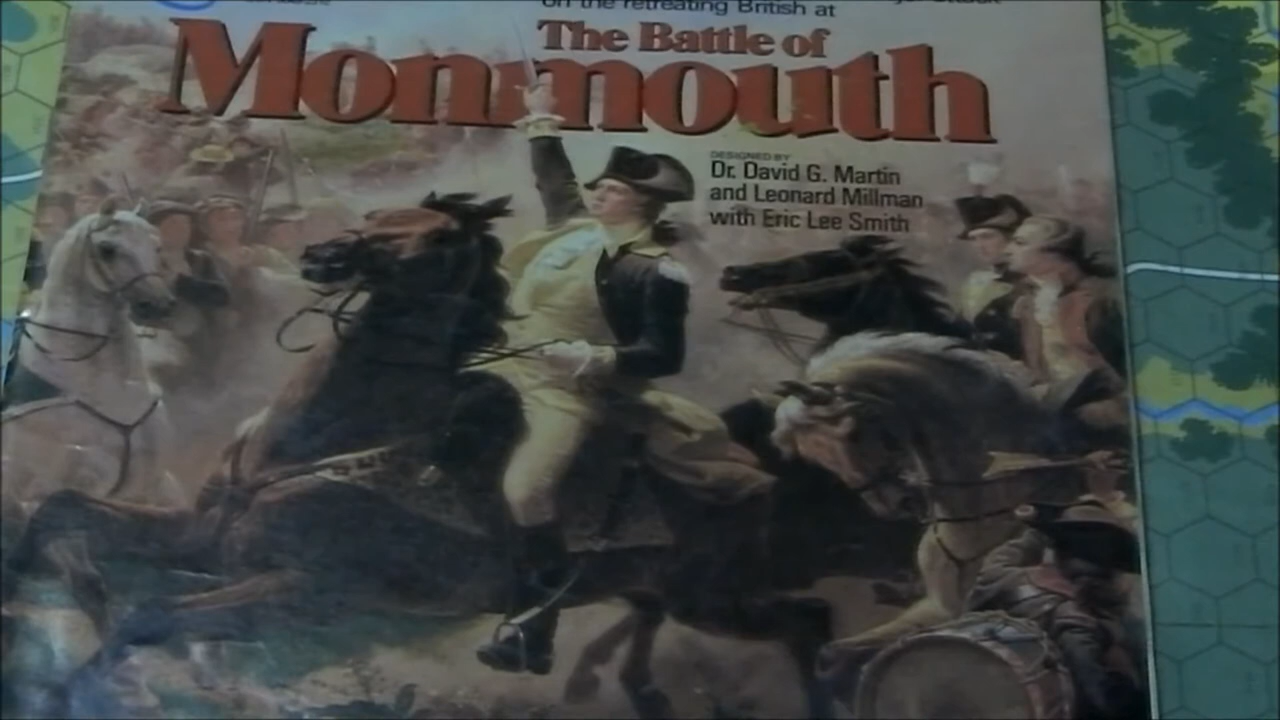 on the retreating British at
The Battle of
Monmouth
DESIGNED BY
Dr. David G. Martin
and Leonard Millman
with Eric Lee Smith